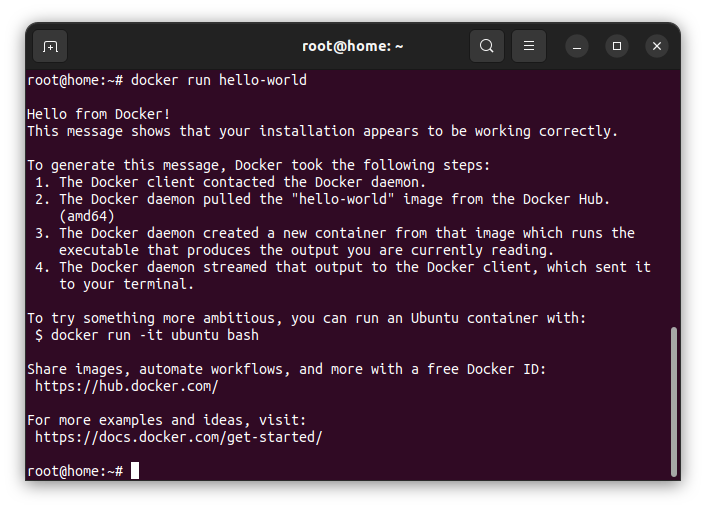 root@home: ~
root@home:~# docker run hello-world
Hello from Docker!
This message shows that your installation appears to be working correctly.
To generate this message, Docker took the following steps:
1. The Docker client contacted the Docker daemon.
2. The Docker daemon pulled the "hello-world" image from the Docker Hub.
(amd64)
3. The Docker daemon created a new container from that image which runs the
executable that produces the output you are currently reading.
4. The Docker daemon streamed that output to the Docker client, which sent it
to your terminal.
To try something more ambitious, you can run an Ubuntu container with:
$ docker run -it ubuntu bash
Share images, automate workflows, and more with a free Docker ID:
https://hub.docker.com/
For more examples and ideas, visit:
https://docs.docker.com/get-started/
root@home:~#